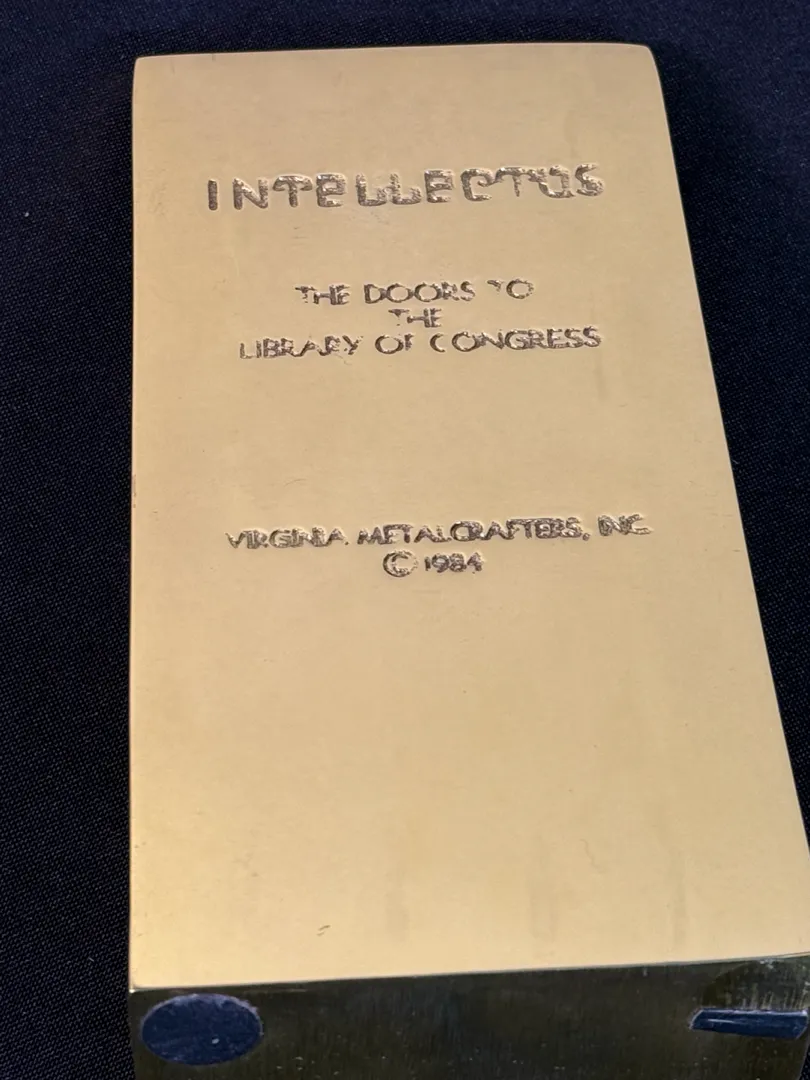 INTELLECTUS
THE DOORS TO
THE
LIBRARY OF CONGRESS
VIRGINIA METALCRAFTERS, INC
© 1984